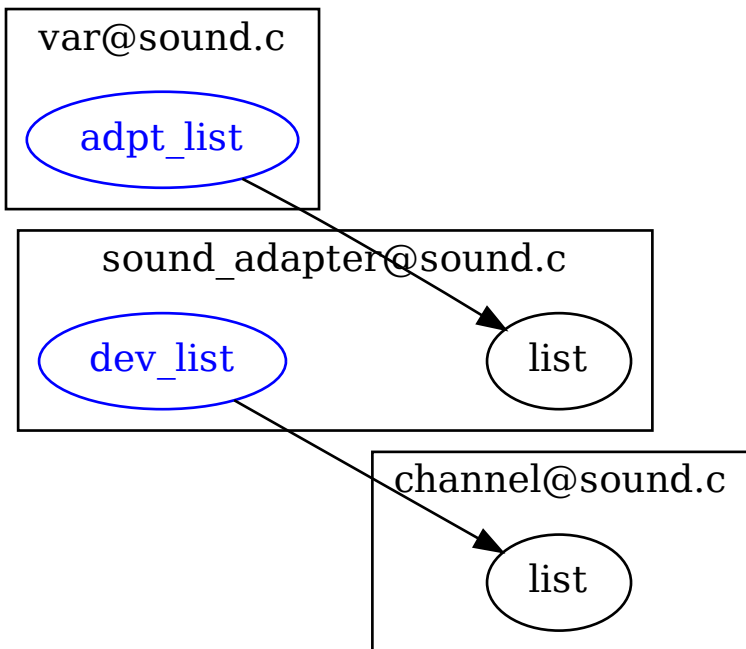 var@sound.c
adpt_list
sound_adapter@sound.c
dev_list
list
channel@sound.c
list